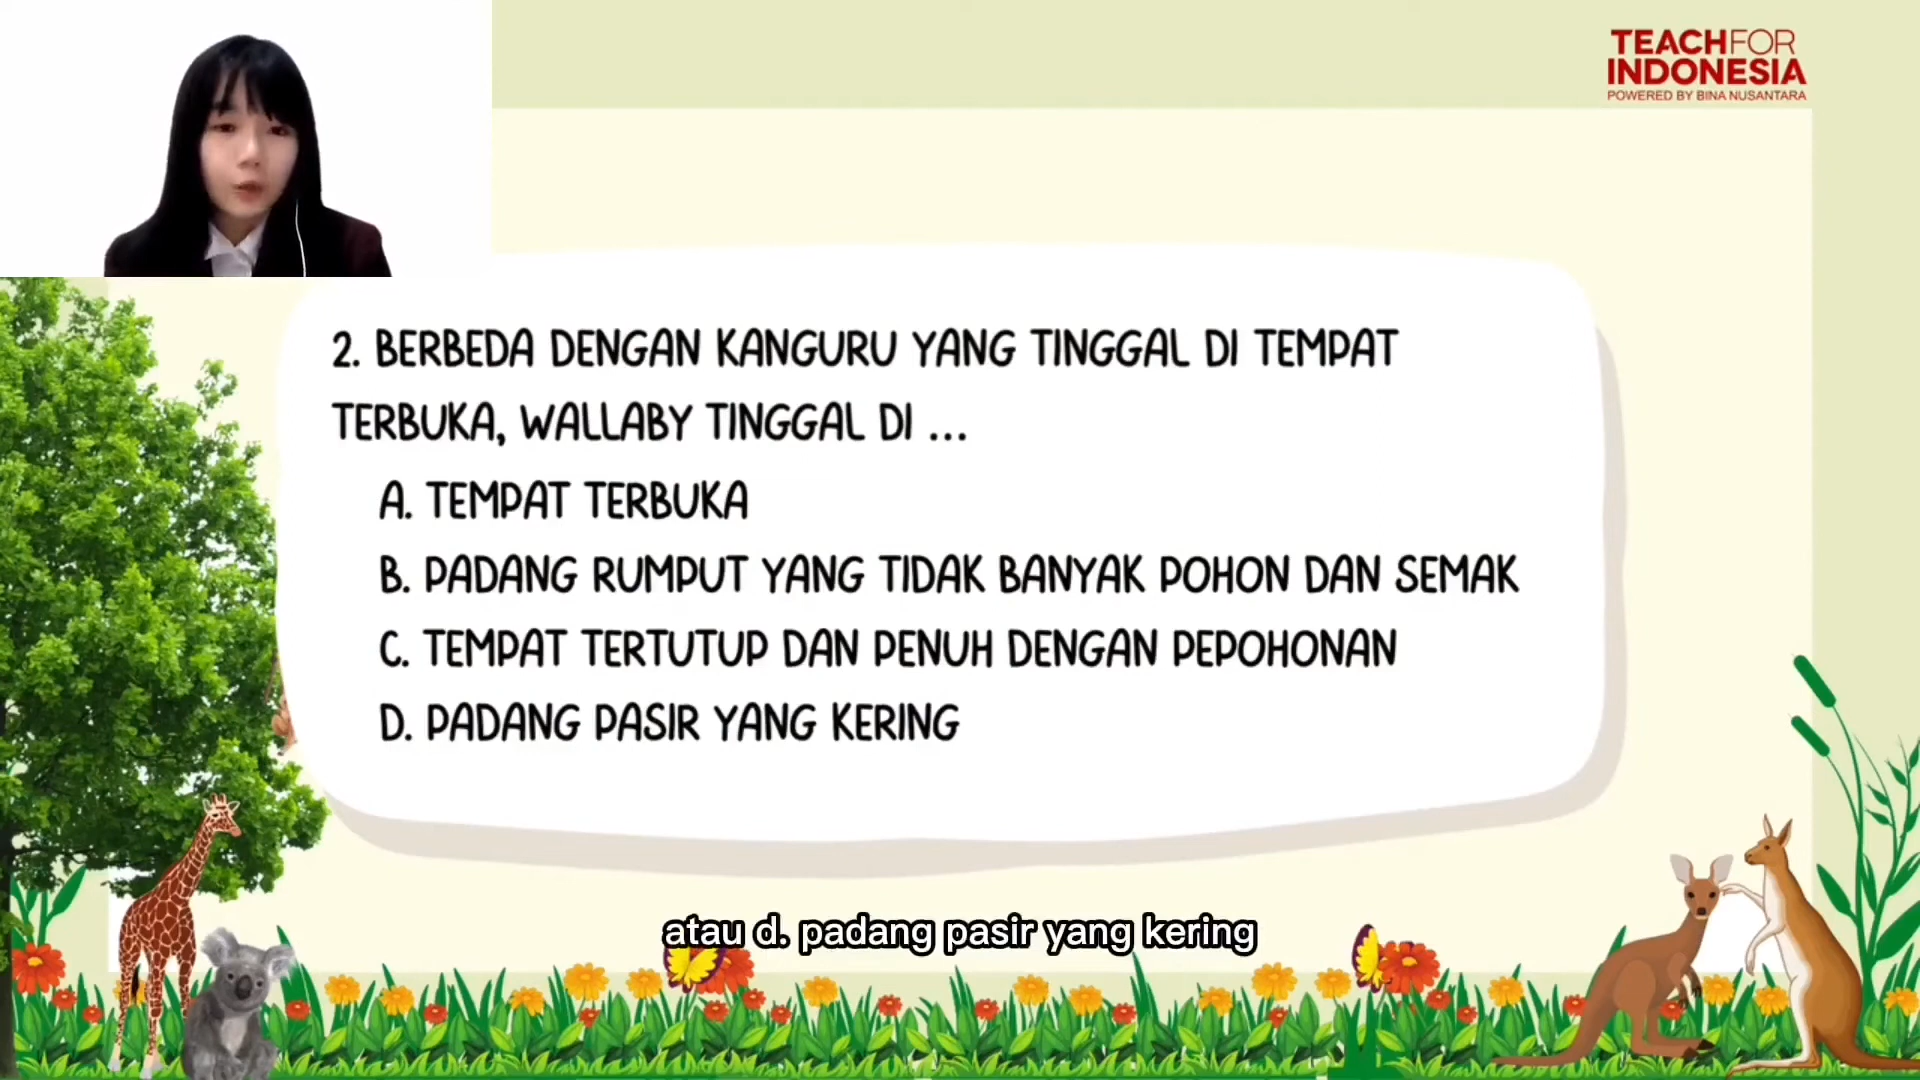 TEACHFOR
INDONESIA
POWERED BY BINA NUSANTARA
2. BERBEDA DENGAN KANGURU YANG TINGGAL DI TEMPAT
TERBUKA, WALLABY TINGGAL DI ...
A. TEMPAT TERBUKA
B. PADANG RUMPUT YANG TIDAK BANYAK POHON DAN SEMAK
C. TEMPAT TERTUTUP DAN PENUH DENGAN PEPOHONAN
D. PADANG PASIR YANG KERING
atau d. padang pasir yang kering